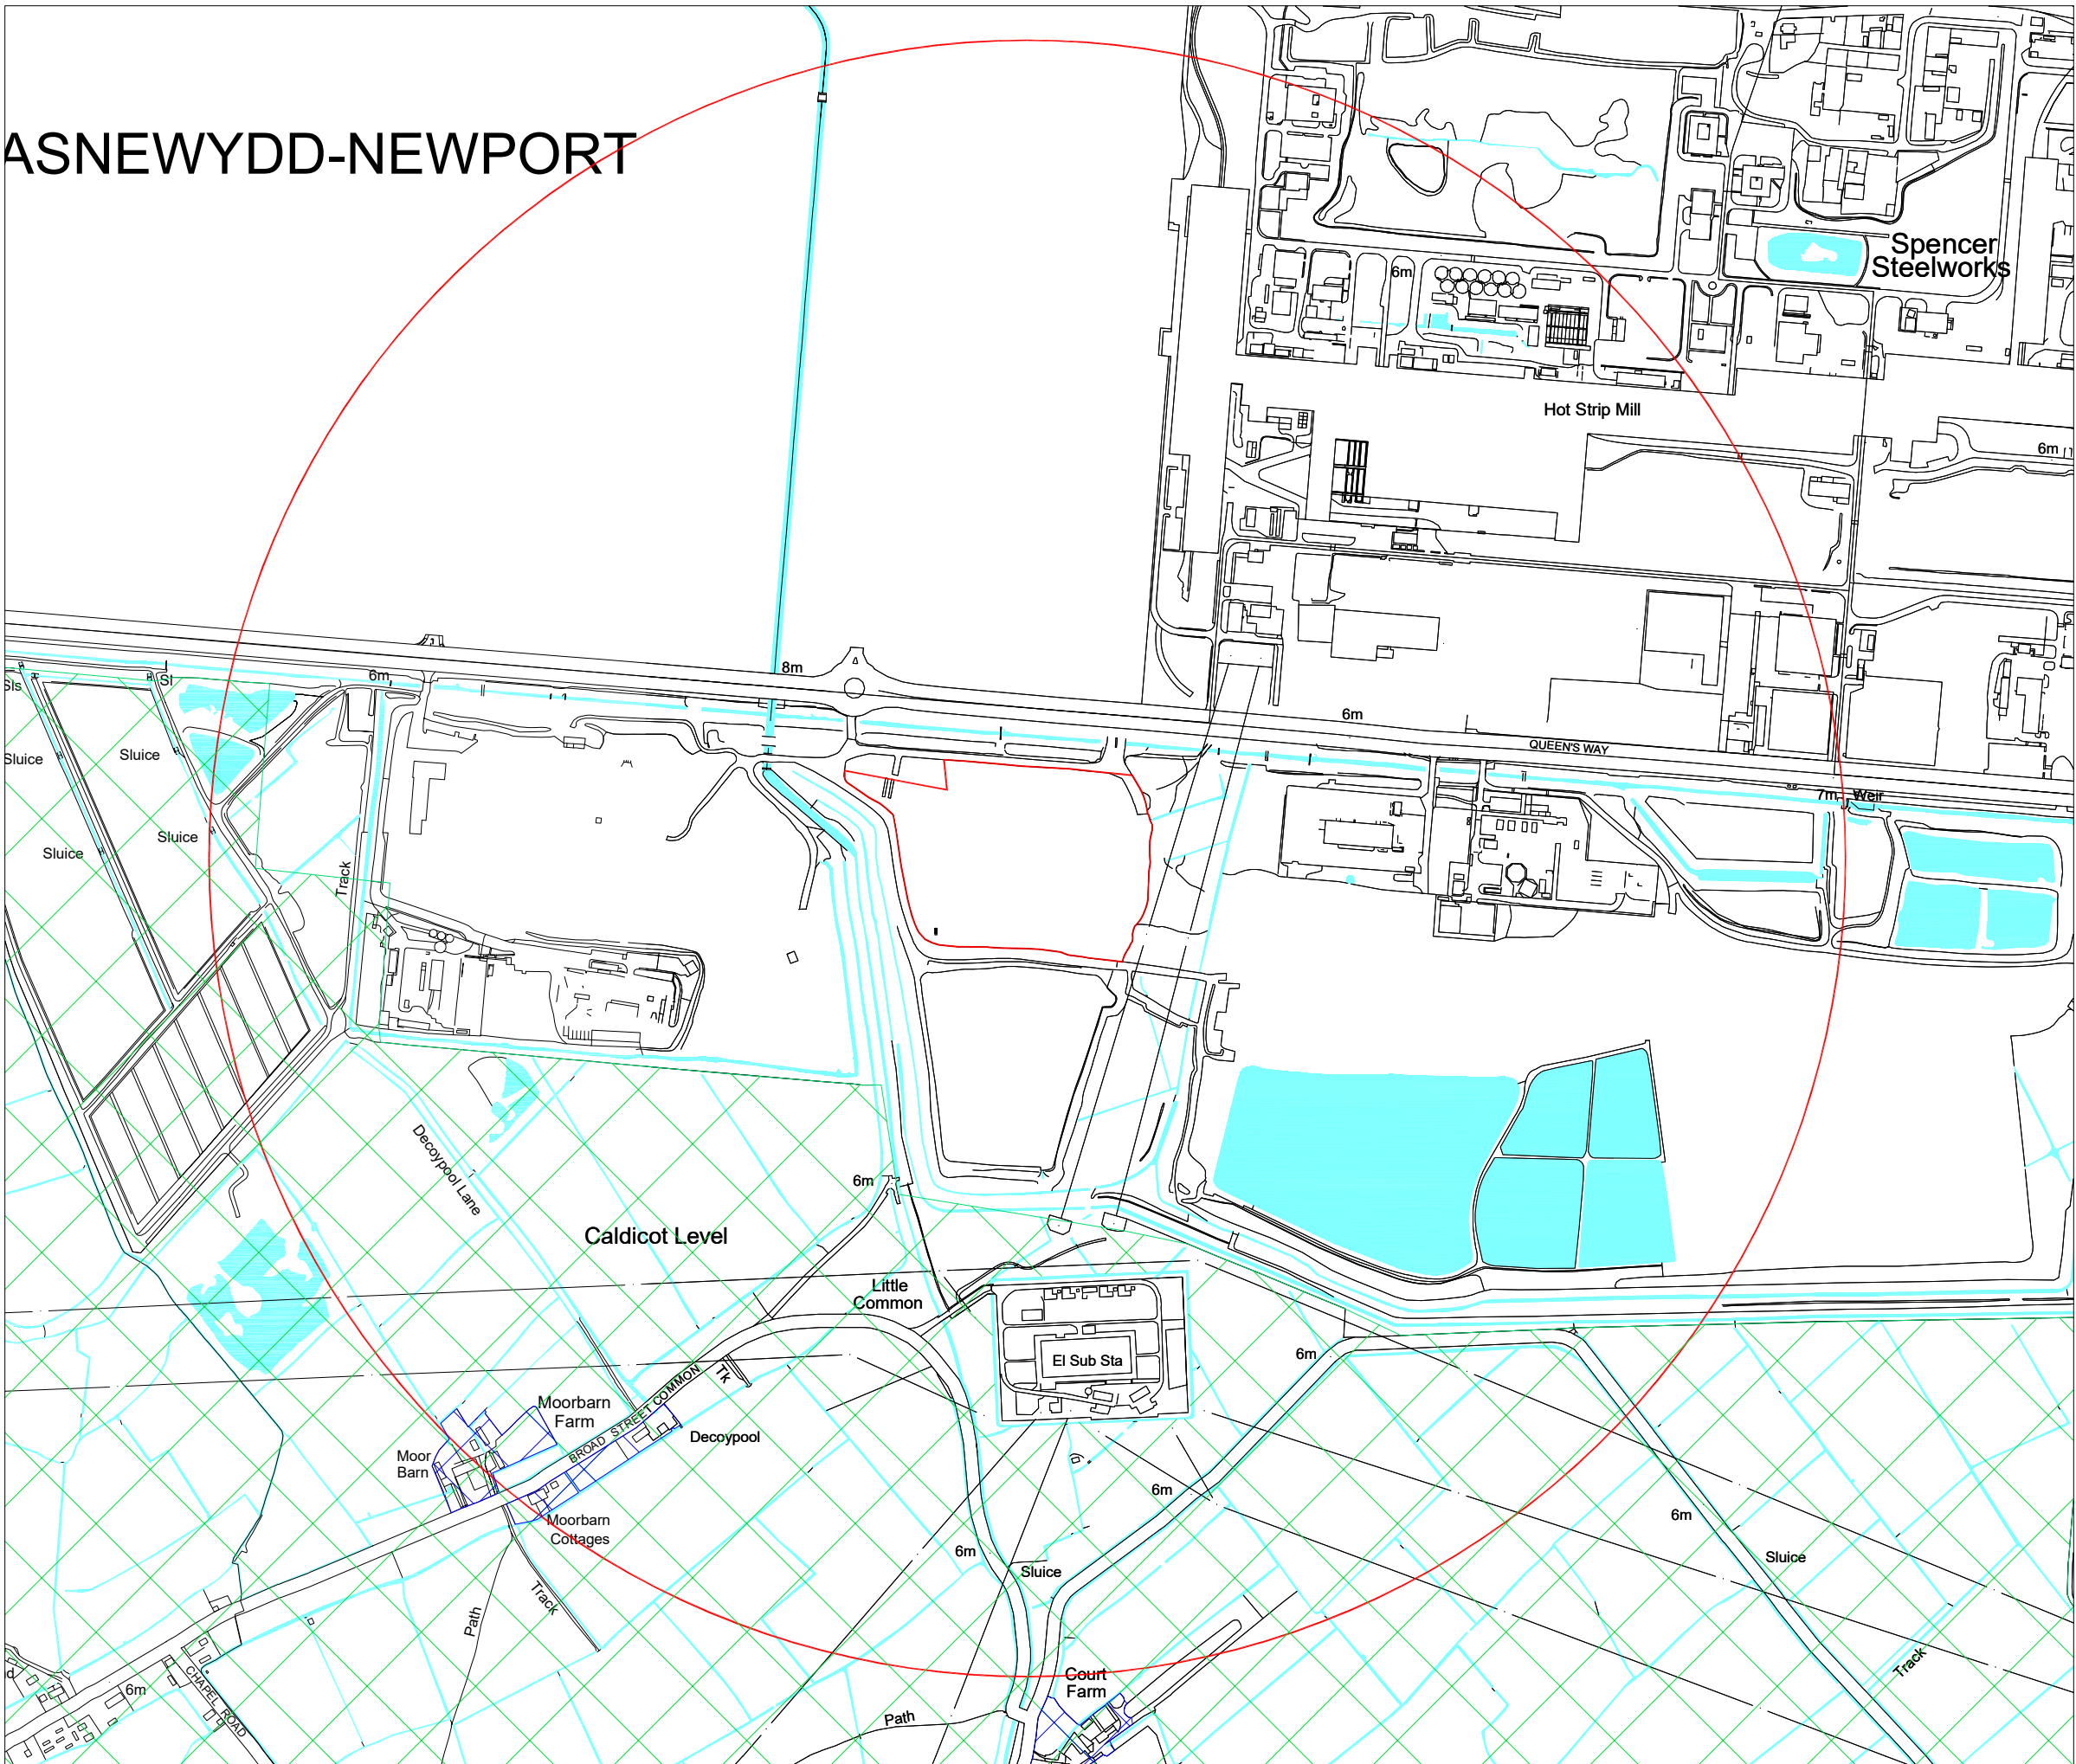 ASNEWYDD-NEWPORT
Spencer
Steelworks
6m
Hot Strip Mill
6m
8m
6m
Sl
Sls
6m
QUEEN'S WAY
Sluice
Sluice
7m
Weir
Sluice
Sluice
Track
Decoypool Lane
6m
Caldicot Level
Little
Common
El Sub Sta
6m
Tk
BROAD STREET COMMON
Moorbarn
Farm
Decoypool
Moor
Barn
Moorbarn
Cottages
6m
6m
6m
Sluice
Sluice
Track
Path
Track
Court
Farm
Path
CHAPEL ROAD
6m